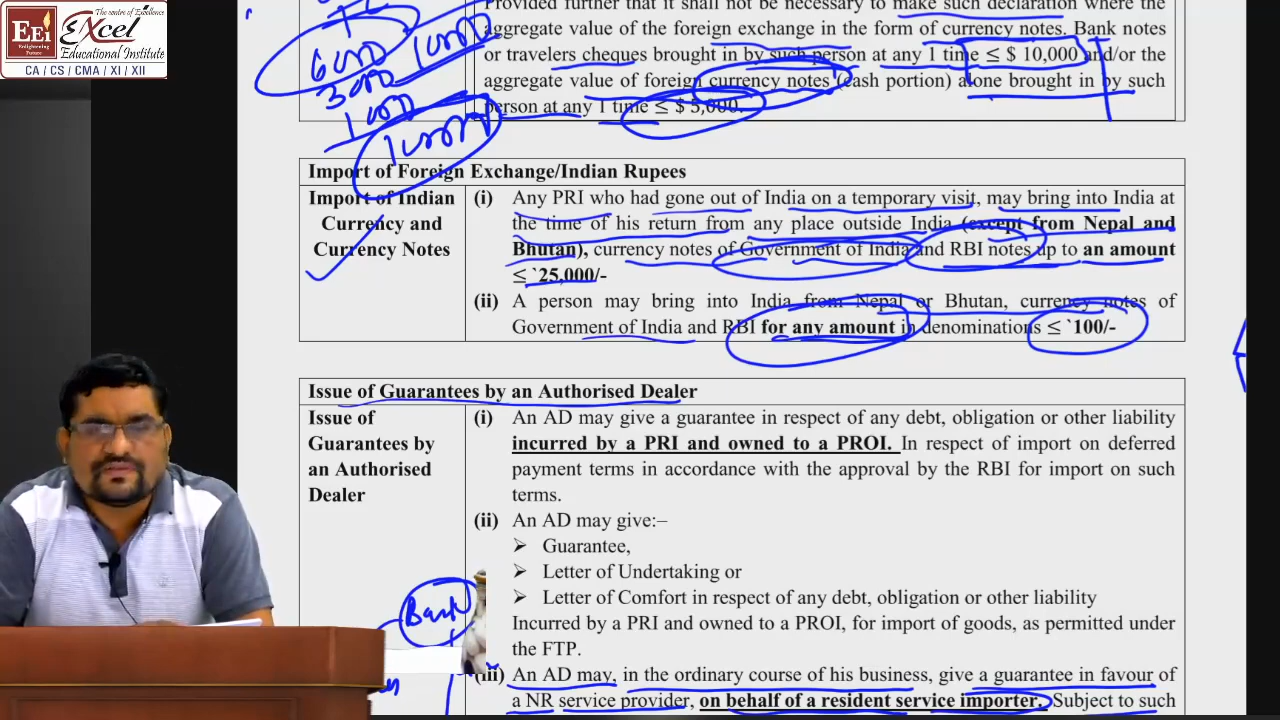 The centre of Excellence
EEi
Enlightening Future
Excel
Educational Institute
CA / CS / CMA / XI / XII
Provided further that it shall not be necessary to make such declaration where the
aggregate value of the foreign exchange in the form of currency notes. Bank notes
or travelers cheques brought in by such person at any 1 time ≤ $ 10,000 and/or the
aggregate value of foreign currency notes (cash portion) alone brought in by such
person at any 1 time ≤ $ 5,000.
6000
10000
3000
1000
10000
Import of Foreign Exchange/Indian Rupees
Import of Indian
Currency and
Currency Notes
(i) Any PRI who had gone out of India on a temporary visit, may bring into India at
the time of his return from any place outside India (except from Nepal and
Bhutan), currency notes of Government of India and RBI notes up to an amount
≤ `25,000/-
(ii) A person may bring into India from Nepal or Bhutan, currency notes of
Government of India and RBI for any amount in denominations ≤ `100/-
Issue of Guarantees by an Authorised Dealer
Issue of
Guarantees by
an Authorised
Dealer
(i) An AD may give a guarantee in respect of any debt, obligation or other liability
incurred by a PRI and owned to a PROI. In respect of import on deferred
payment terms in accordance with the approval by the RBI for import on such
terms.
(ii) An AD may give:–
➢ Guarantee,
➢ Letter of Undertaking or
➢ Letter of Comfort in respect of any debt, obligation or other liability
Incurred by a PRI and owned to a PROI, for import of goods, as permitted under
the FTP.
Bank
(iii) An AD may, in the ordinary course of his business, give a guarantee in favour of
a NR service provider, on behalf of a resident service importer. Subject to such